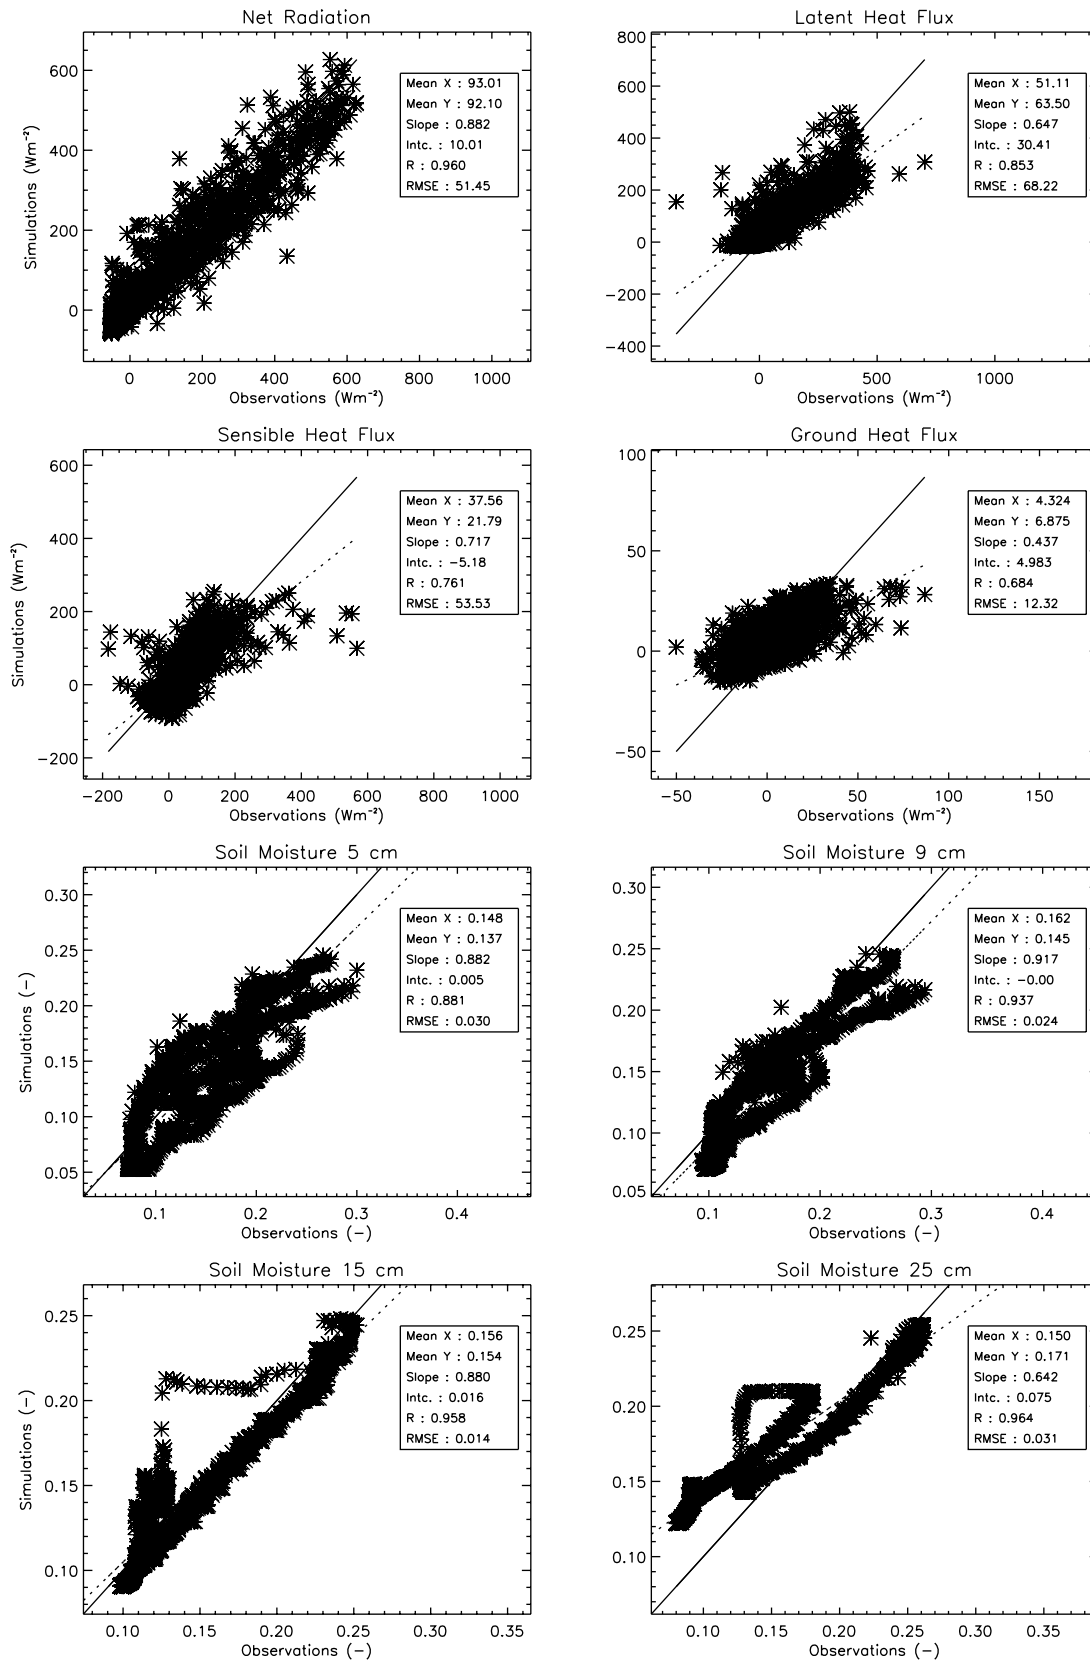 Net Radiation
600
400
200
0
Simulations (Wm⁻²)
Mean X : 93.01
Mean Y : 92.10
Slope : 0.882
Intc. : 10.01
R : 0.960
RMSE : 51.45
0 200 400 600 800 1000
Observations (Wm⁻²)
Latent Heat Flux
800
600
400
200
0
−200
−400
Mean X : 51.11
Mean Y : 63.50
Slope : 0.647
Intc. : 30.41
R : 0.853
RMSE : 68.22
0 500 1000
Observations (Wm⁻²)
Sensible Heat Flux
600
400
200
0
−200
Simulations (Wm⁻²)
Mean X : 37.56
Mean Y : 21.79
Slope : 0.717
Intc. : −5.18
R : 0.761
RMSE : 53.53
−200 0 200 400 600 800 1000
Observations (Wm⁻²)
Ground Heat Flux
100
50
0
−50
Mean X : 4.324
Mean Y : 6.875
Slope : 0.437
Intc. : 4.983
R : 0.684
RMSE : 12.32
−50 0 50 100 150
Observations (Wm⁻²)
Soil Moisture 5 cm
0.30
0.25
0.20
0.15
0.10
0.05
Simulations (−)
Mean X : 0.148
Mean Y : 0.137
Slope : 0.882
Intc. : 0.005
R : 0.881
RMSE : 0.030
0.1 0.2 0.3 0.4
Observations (−)
Soil Moisture 9 cm
0.30
0.25
0.20
0.15
0.10
0.05
Mean X : 0.162
Mean Y : 0.145
Slope : 0.917
Intc. : −0.00
R : 0.937
RMSE : 0.024
0.1 0.2 0.3 0.4
Observations (−)
Soil Moisture 15 cm
0.25
0.20
0.15
0.10
Simulations (−)
Mean X : 0.156
Mean Y : 0.154
Slope : 0.880
Intc. : 0.016
R : 0.958
RMSE : 0.014
0.10 0.15 0.20 0.25 0.30 0.35
Observations (−)
Soil Moisture 25 cm
0.25
0.20
0.15
0.10
Mean X : 0.150
Mean Y : 0.171
Slope : 0.642
Intc. : 0.075
R : 0.964
RMSE : 0.031
0.10 0.15 0.20 0.25 0.30 0.35
Observations (−)